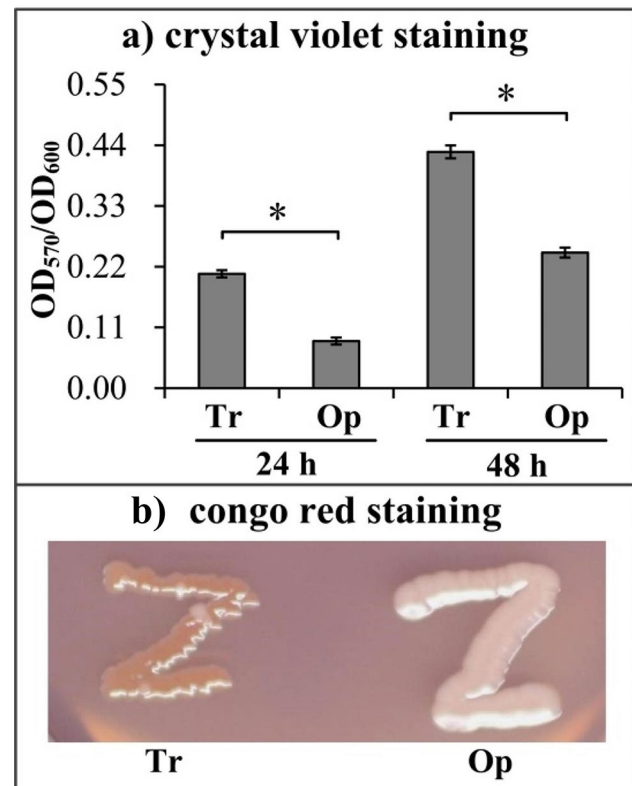 a) crystal violet staining
OD570/OD600
0.55
0.44
0.33
0.22
0.11
0.00
*
*
Tr Op Tr Op
24 h 48 h
b) congo red staining
Tr Op